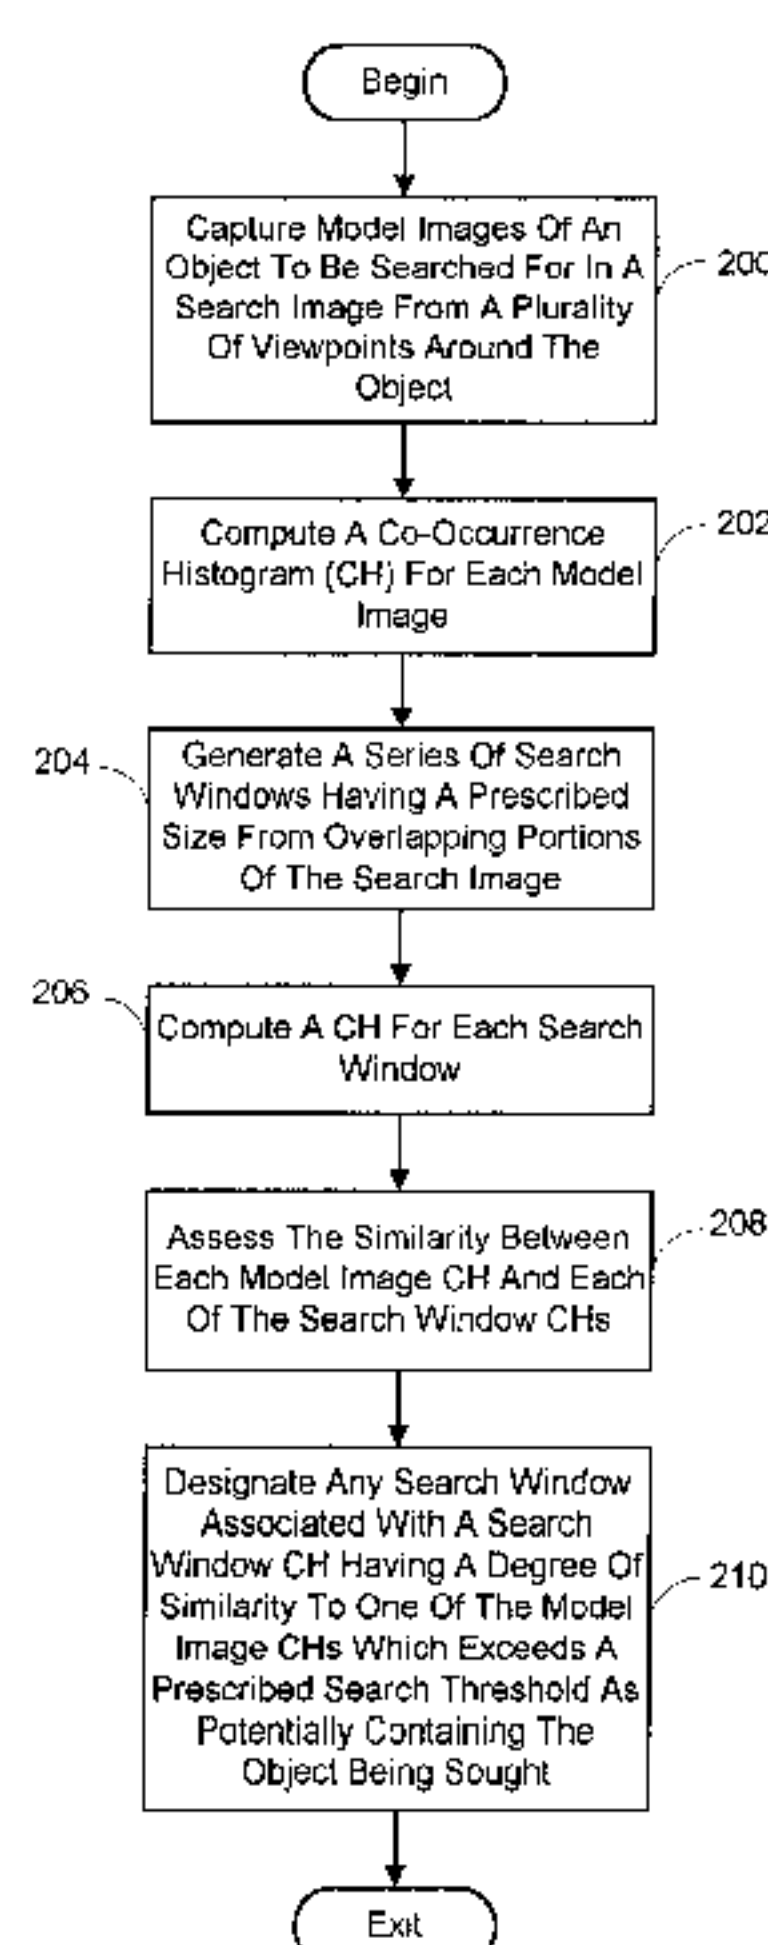 Begin
Capture Model Images Of An
Object To Be Searched For In A
Search Image From A Plurality
Of Viewpoints Around The
Object
200
Compute A Co-Occurrence
Histogram (CH) For Each Model
Image
202
204
Generate A Series Of Search
Windows Having A Prescribed
Size From Overlapping Portions
Of The Search Image
206
Compute A CH For Each Search
Window
Assess The Similarity Between
Each Model Image CH And Each
Of The Search Window CHs
208
Designate Any Search Window
Associated With A Search
Window CH Having A Degree Of
Similarity To One Of The Model
Image CHs Which Exceeds A
Prescribed Search Threshold As
Potentially Containing The
Object Being Sought
210
Exit